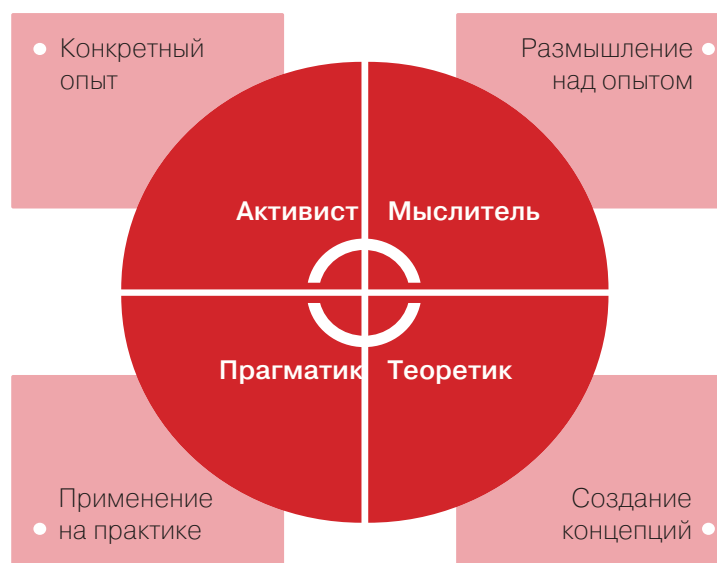 Конкретный
опыт
Размышление
над опытом
Активист
Мыслитель
Прагматик
Теоретик
Применение
на практике
Создание
концепций